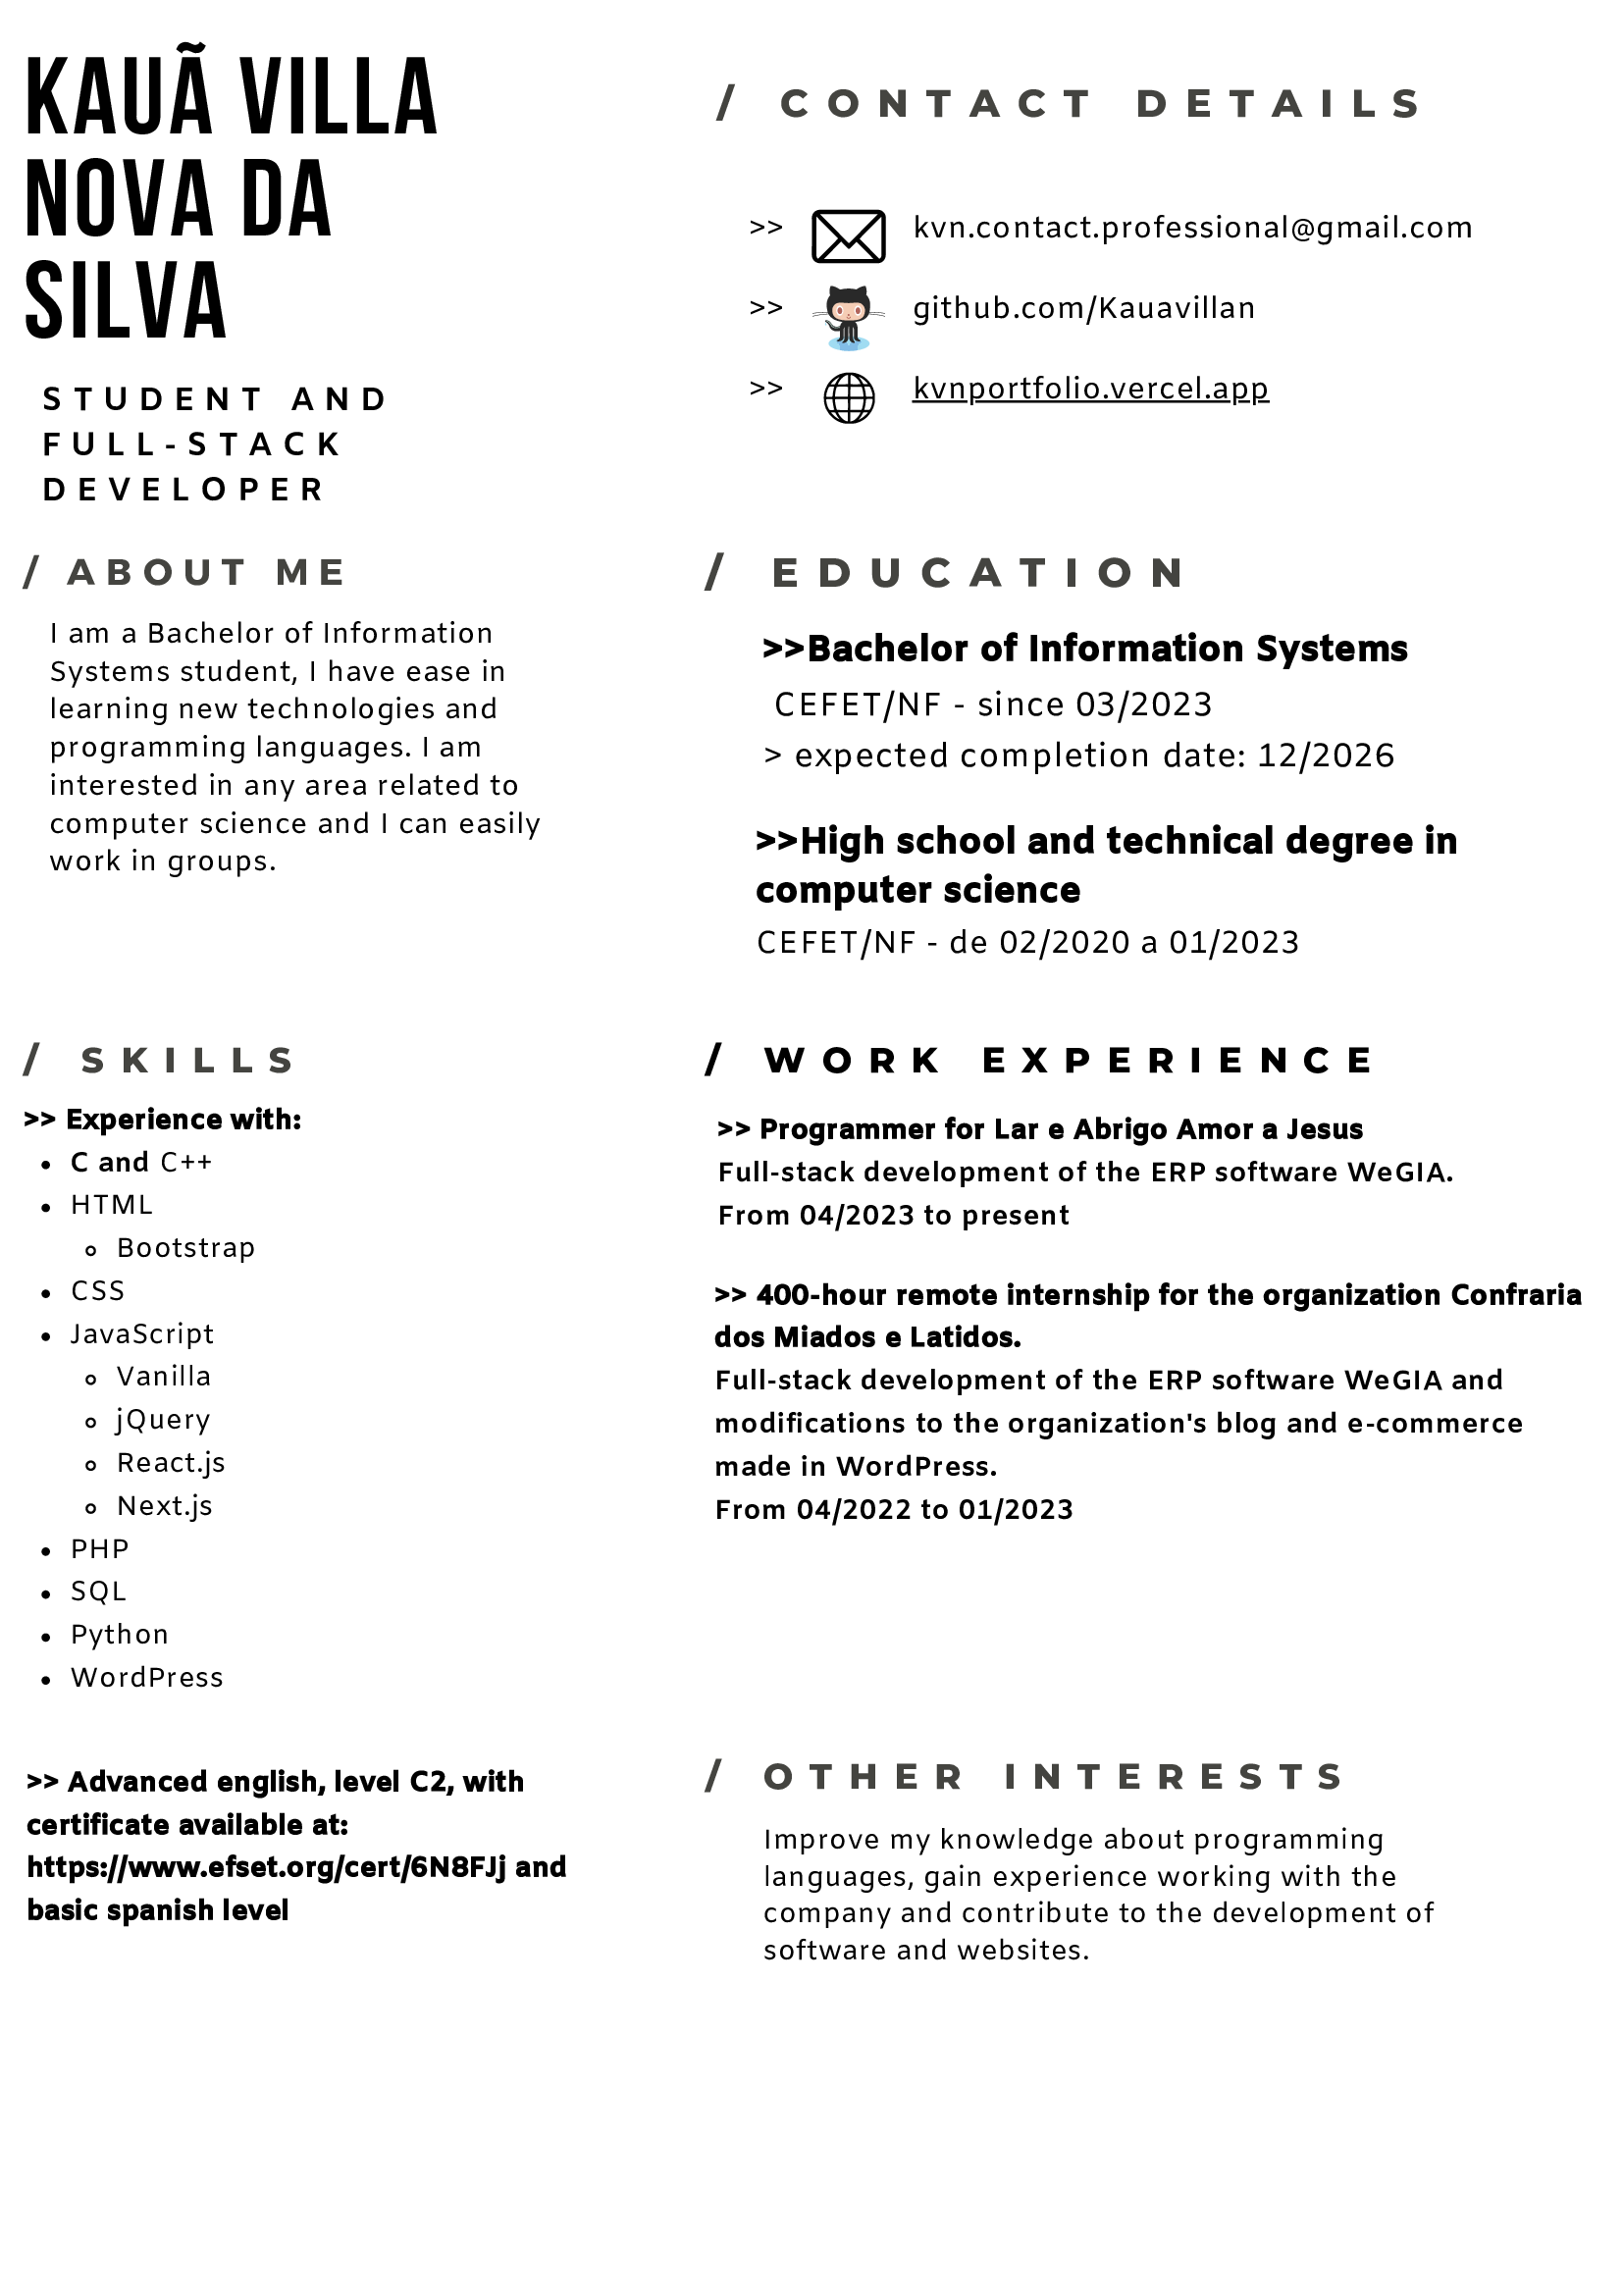 KAUÃ VILLA
NOVA DA
SILVA
STUDENT AND
FULL-STACK
DEVELOPER
/ CONTACT DETAILS
>> kvn.contact.professional@gmail.com
>> github.com/Kauavillan
>> kvnportfolio.vercel.app
/ ABOUT ME
I am a Bachelor of Information
Systems student, I have ease in
learning new technologies and
programming languages. I am
interested in any area related to
computer science and I can easily
work in groups.
/ EDUCATION
>>Bachelor of Information Systems
CEFET/NF - since 03/2023
> expected completion date: 12/2026
>>High school and technical degree in
computer science
CEFET/NF - de 02/2020 a 01/2023
/ SKILLS
>> Experience with:
• C and C++
• HTML
◦ Bootstrap
• CSS
• JavaScript
◦ Vanilla
◦ jQuery
◦ React.js
◦ Next.js
• PHP
• SQL
• Python
• WordPress
>> Advanced english, level C2, with
certificate available at:
https://www.efset.org/cert/6N8FJj and
basic spanish level
/ WORK EXPERIENCE
>> Programmer for Lar e Abrigo Amor a Jesus
Full-stack development of the ERP software WeGIA.
From 04/2023 to present
>> 400-hour remote internship for the organization Confraria
dos Miados e Latidos.
Full-stack development of the ERP software WeGIA and
modifications to the organization's blog and e-commerce
made in WordPress.
From 04/2022 to 01/2023
/ OTHER INTERESTS
Improve my knowledge about programming
languages, gain experience working with the
company and contribute to the development of
software and websites.